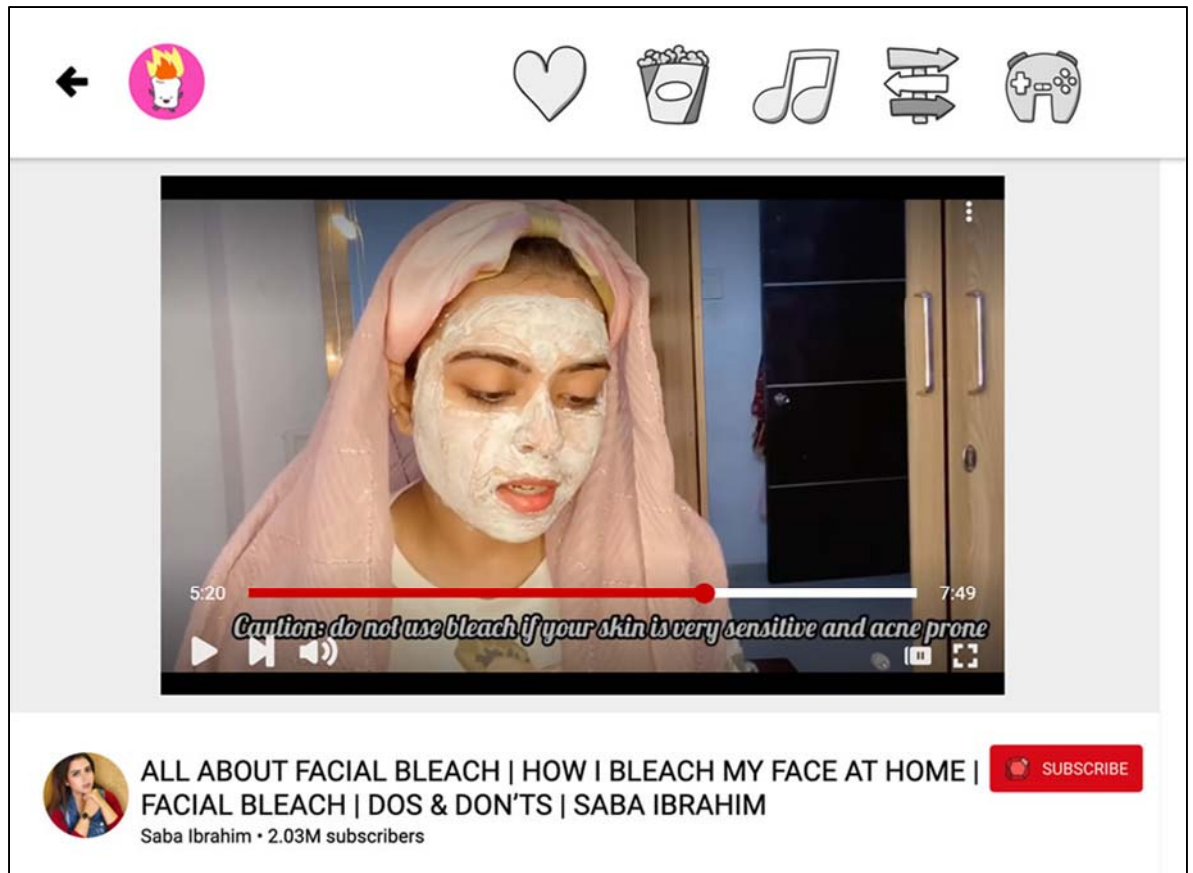 5:20
7:49
Caution: do not use bleach if your skin is very sensitive and acne prone
ALL ABOUT FACIAL BLEACH | HOW I BLEACH MY FACE AT HOME |
FACIAL BLEACH | DOS & DON’TS | SABA IBRAHIM
Saba Ibrahim • 2.03M subscribers
SUBSCRIBE